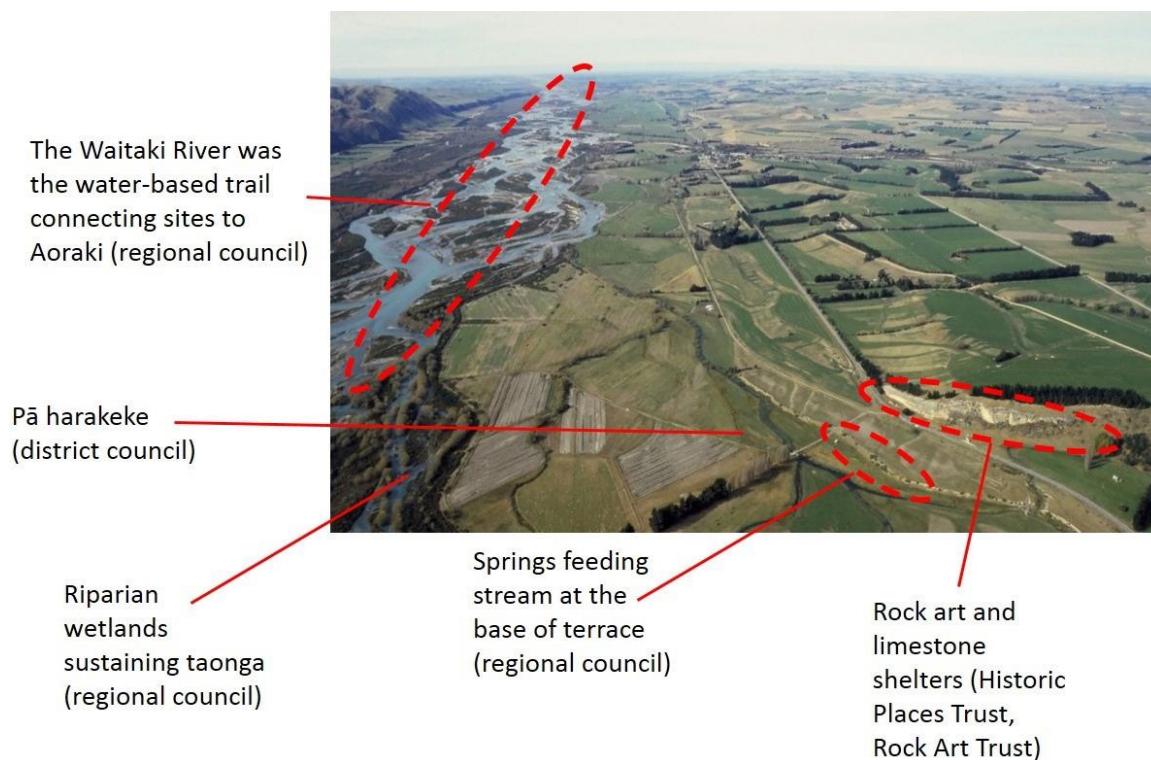 The Waitaki River was
the water-based trail
connecting sites to
Aoraki (regional council)
Pā harakeke
(district council)
Riparian
wetlands
sustaining taonga
(regional council)
Springs feeding
stream at the
base of terrace
(regional council)
Rock art and
limestone
shelters (Historic
Places Trust,
Rock Art Trust)